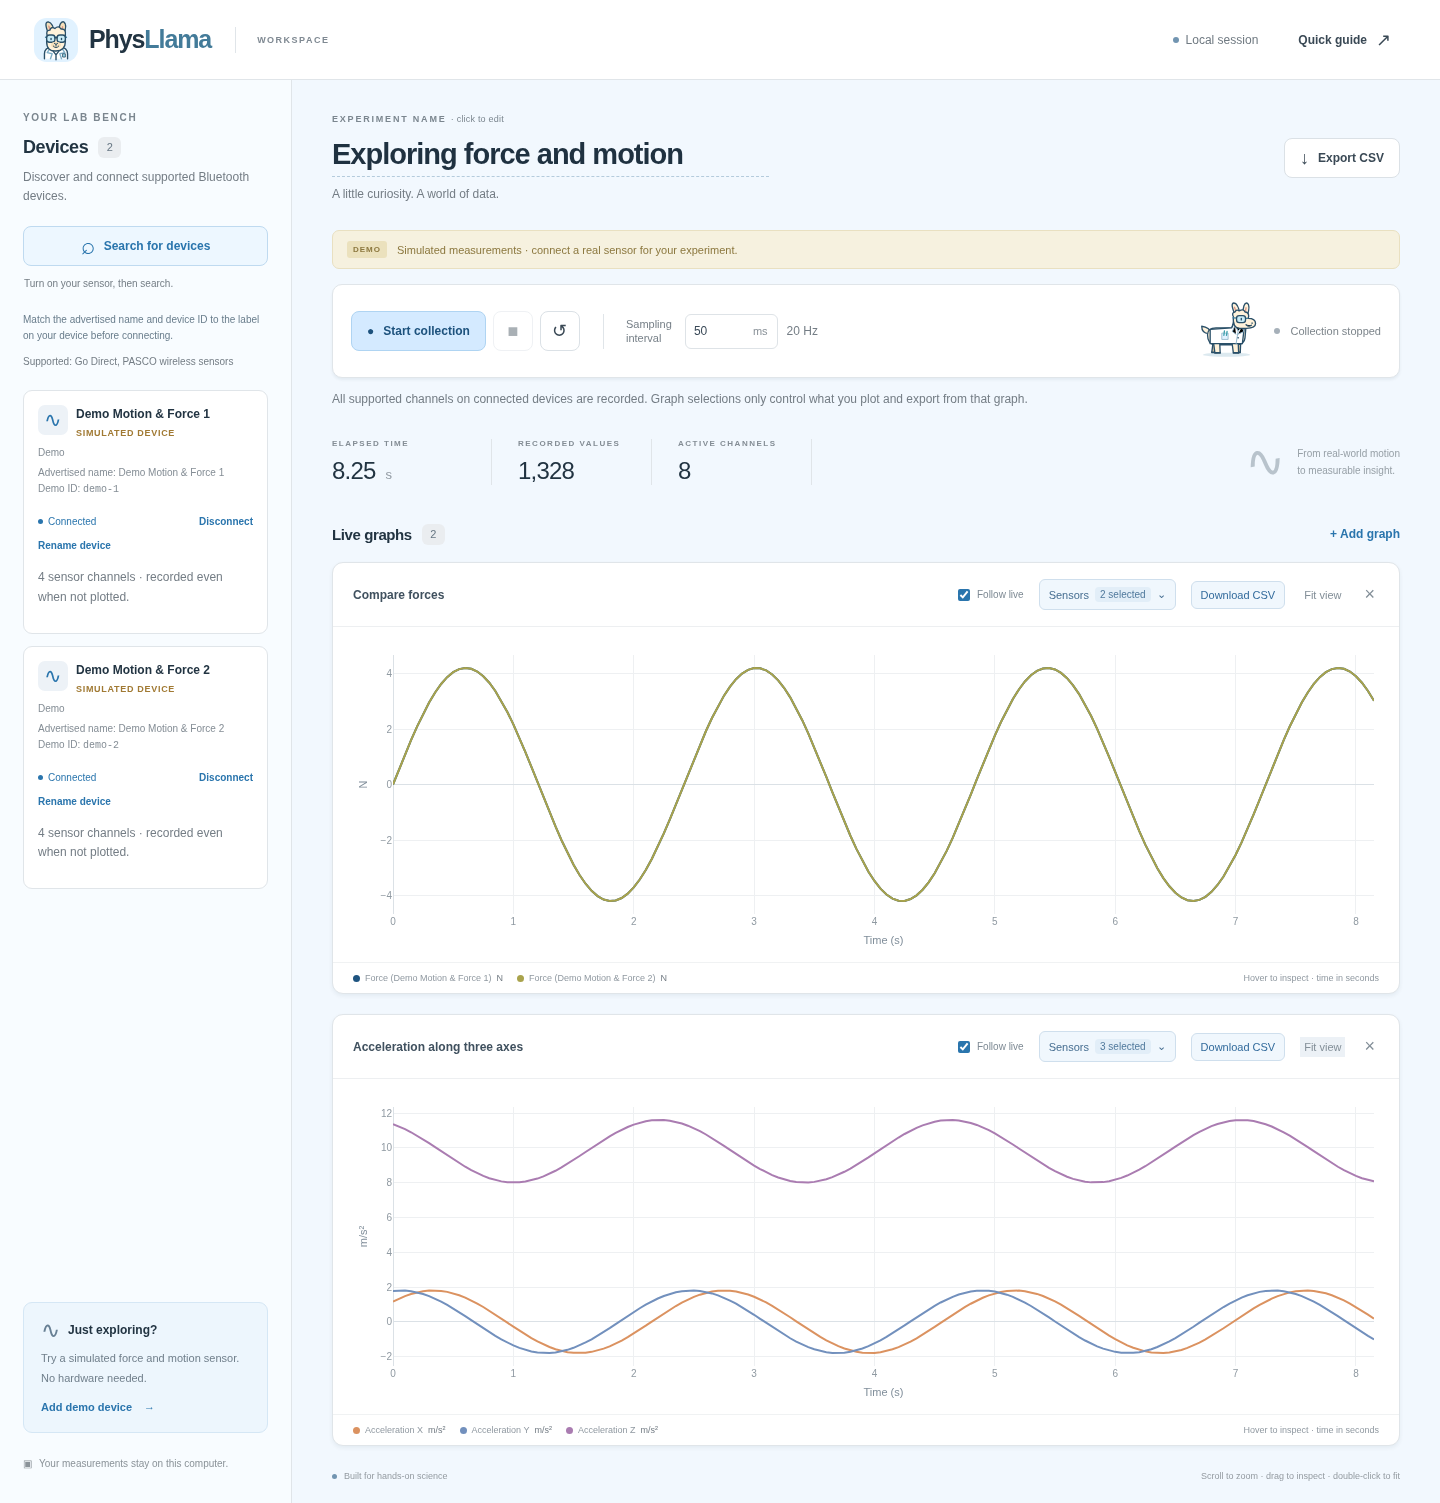 PhysLlama
WORKSPACE
Local session
Quick guide ↗
YOUR LAB BENCH
Devices 2
Discover and connect supported Bluetooth
devices.
Search for devices
Turn on your sensor, then search.
Match the advertised name and device ID to the label
on your device before connecting.
Supported: Go Direct, PASCO wireless sensors
Demo Motion & Force 1
SIMULATED DEVICE
Demo
Advertised name: Demo Motion & Force 1
Demo ID: demo-1
Connected Disconnect
Rename device
4 sensor channels · recorded even
when not plotted.
Demo Motion & Force 2
SIMULATED DEVICE
Demo
Advertised name: Demo Motion & Force 2
Demo ID: demo-2
Connected Disconnect
Rename device
4 sensor channels · recorded even
when not plotted.
Just exploring?
Try a simulated force and motion sensor.
No hardware needed.
Add demo device →
Your measurements stay on this computer.
EXPERIMENT NAME · click to edit
Exploring force and motion
A little curiosity. A world of data.
↓ Export CSV
DEMO Simulated measurements · connect a real sensor for your experiment.
Start collection
Sampling
interval
50 ms 20 Hz
Collection stopped
All supported channels on connected devices are recorded. Graph selections only control what you plot and export from that graph.
ELAPSED TIME
8.25 s
RECORDED VALUES
1,328
ACTIVE CHANNELS
8
From real-world motion
to measurable insight.
Live graphs 2
+ Add graph
Compare forces
Follow live
Sensors 2 selected
Download CSV
Fit view
×
4
2
0
−2
−4
N
0 1 2 3 4 5 6 7 8
Time (s)
Force (Demo Motion & Force 1) N
Force (Demo Motion & Force 2) N
Hover to inspect · time in seconds
Acceleration along three axes
Follow live
Sensors 3 selected
Download CSV
Fit view
×
12
10
8
6
4
2
0
−2
m/s²
0 1 2 3 4 5 6 7 8
Time (s)
Acceleration X m/s²
Acceleration Y m/s²
Acceleration Z m/s²
Hover to inspect · time in seconds
Built for hands-on science
Scroll to zoom · drag to inspect · double-click to fit